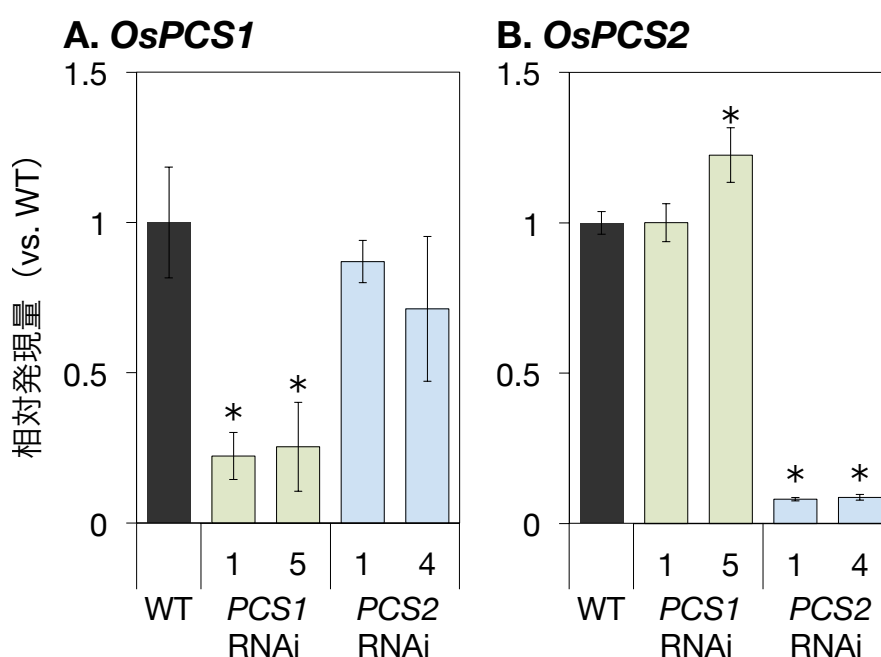 A. OsPCS1
B. OsPCS2
相対発現量 (vs. WT)
1.5
1
0.5
0
*
*
1
5
1
4
WT
PCS1
RNAi
PCS2
RNAi
1.5
1
0.5
0
*
*
*
1
5
1
4
WT
PCS1
RNAi
PCS2
RNAi